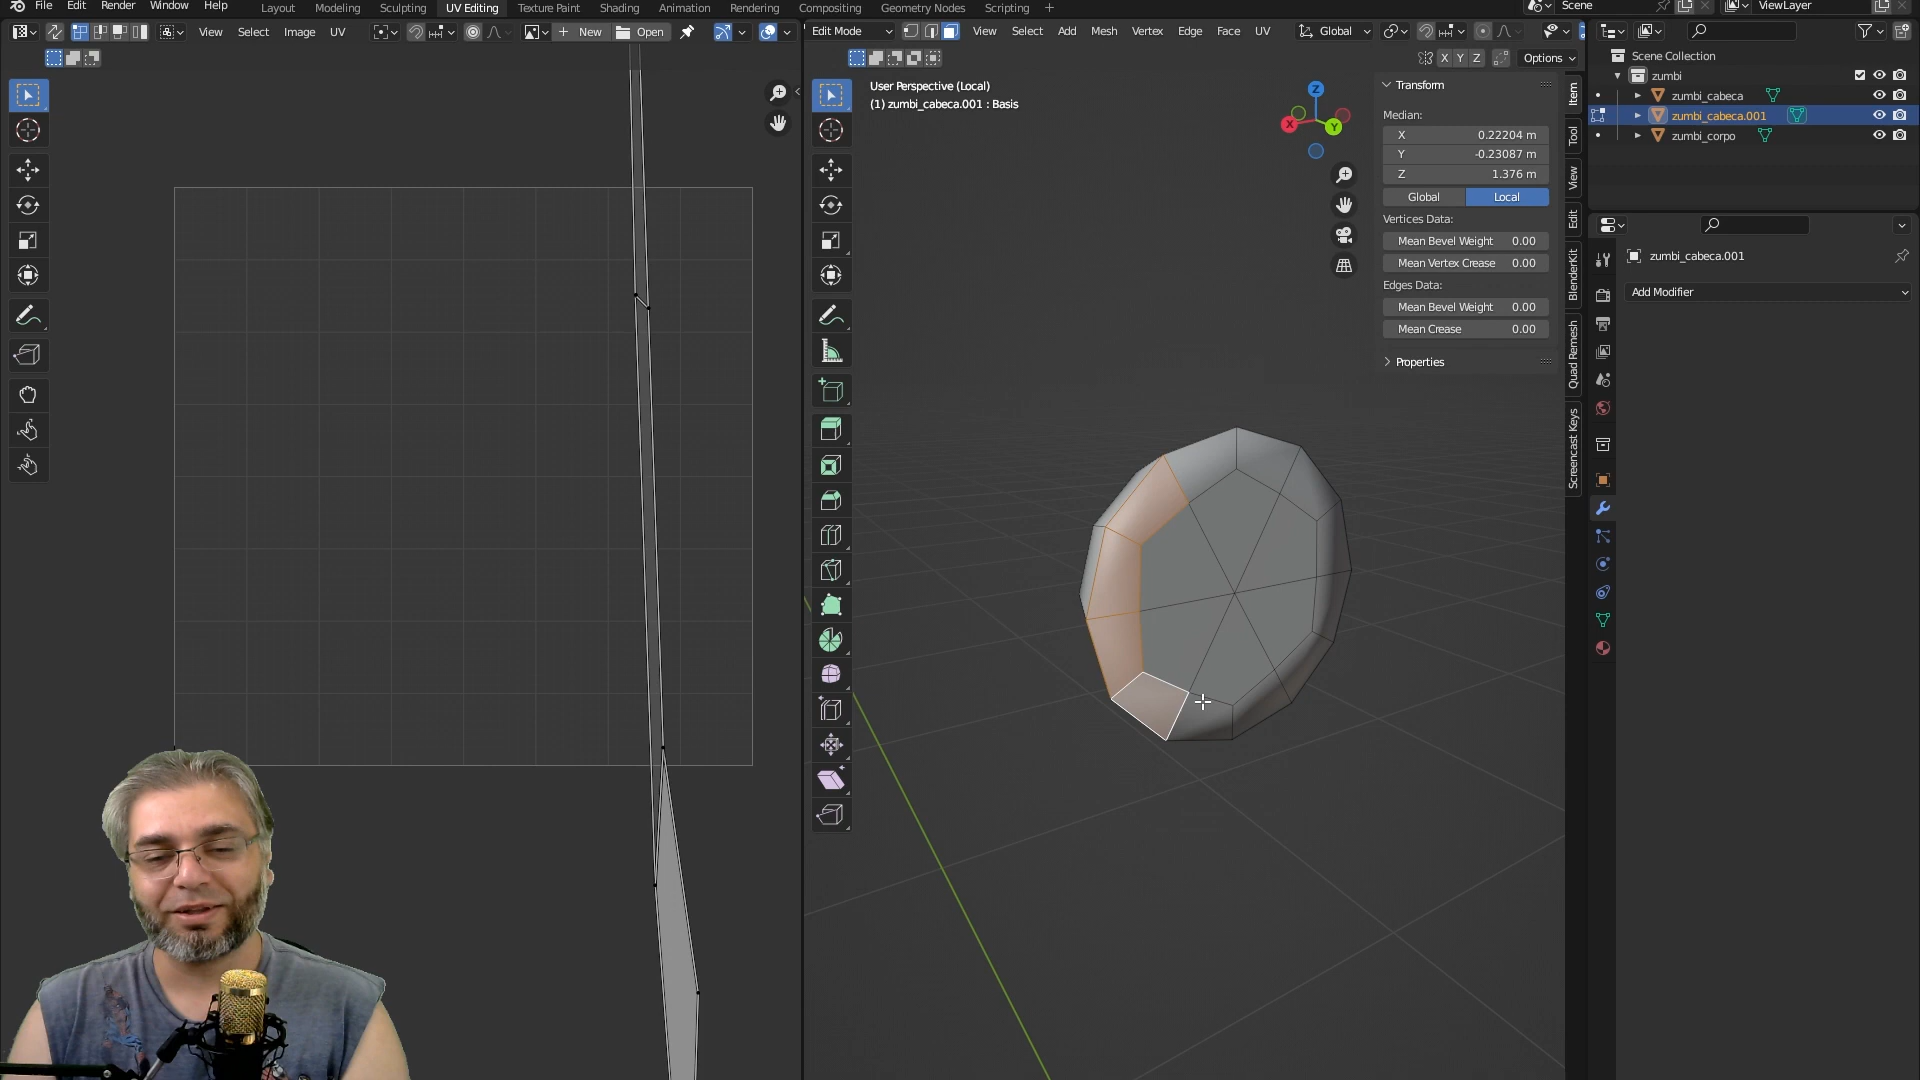 File Edit Render Window Help
Layout Modeling Sculpting UV Editing Texture Paint Shading Animation Rendering Compositing Geometry Nodes Scripting +
Scene ViewLayer
View Select Image UV New Open
Edit Mode View Select Add Mesh Vertex Edge Face UV Global
X Y Z Options
User Perspective (Local)
(1) zumbi_cabeca.001 : Basis
Z
X
Y
Transform
Median:
X 0.22204 m
Y -0.23087 m
Z 1.376 m
Global Local
Vertices Data:
Mean Bevel Weight 0.00
Mean Vertex Crease 0.00
Edges Data:
Mean Bevel Weight 0.00
Mean Crease 0.00
Properties
Item
Tool
View
Edit
BlenderKit
Quad Remesh
Screencast Keys
Scene Collection
zumbi
zumbi_cabeca
zumbi_cabeca.001
zumbi_corpo
zumbi_cabeca.001
Add Modifier